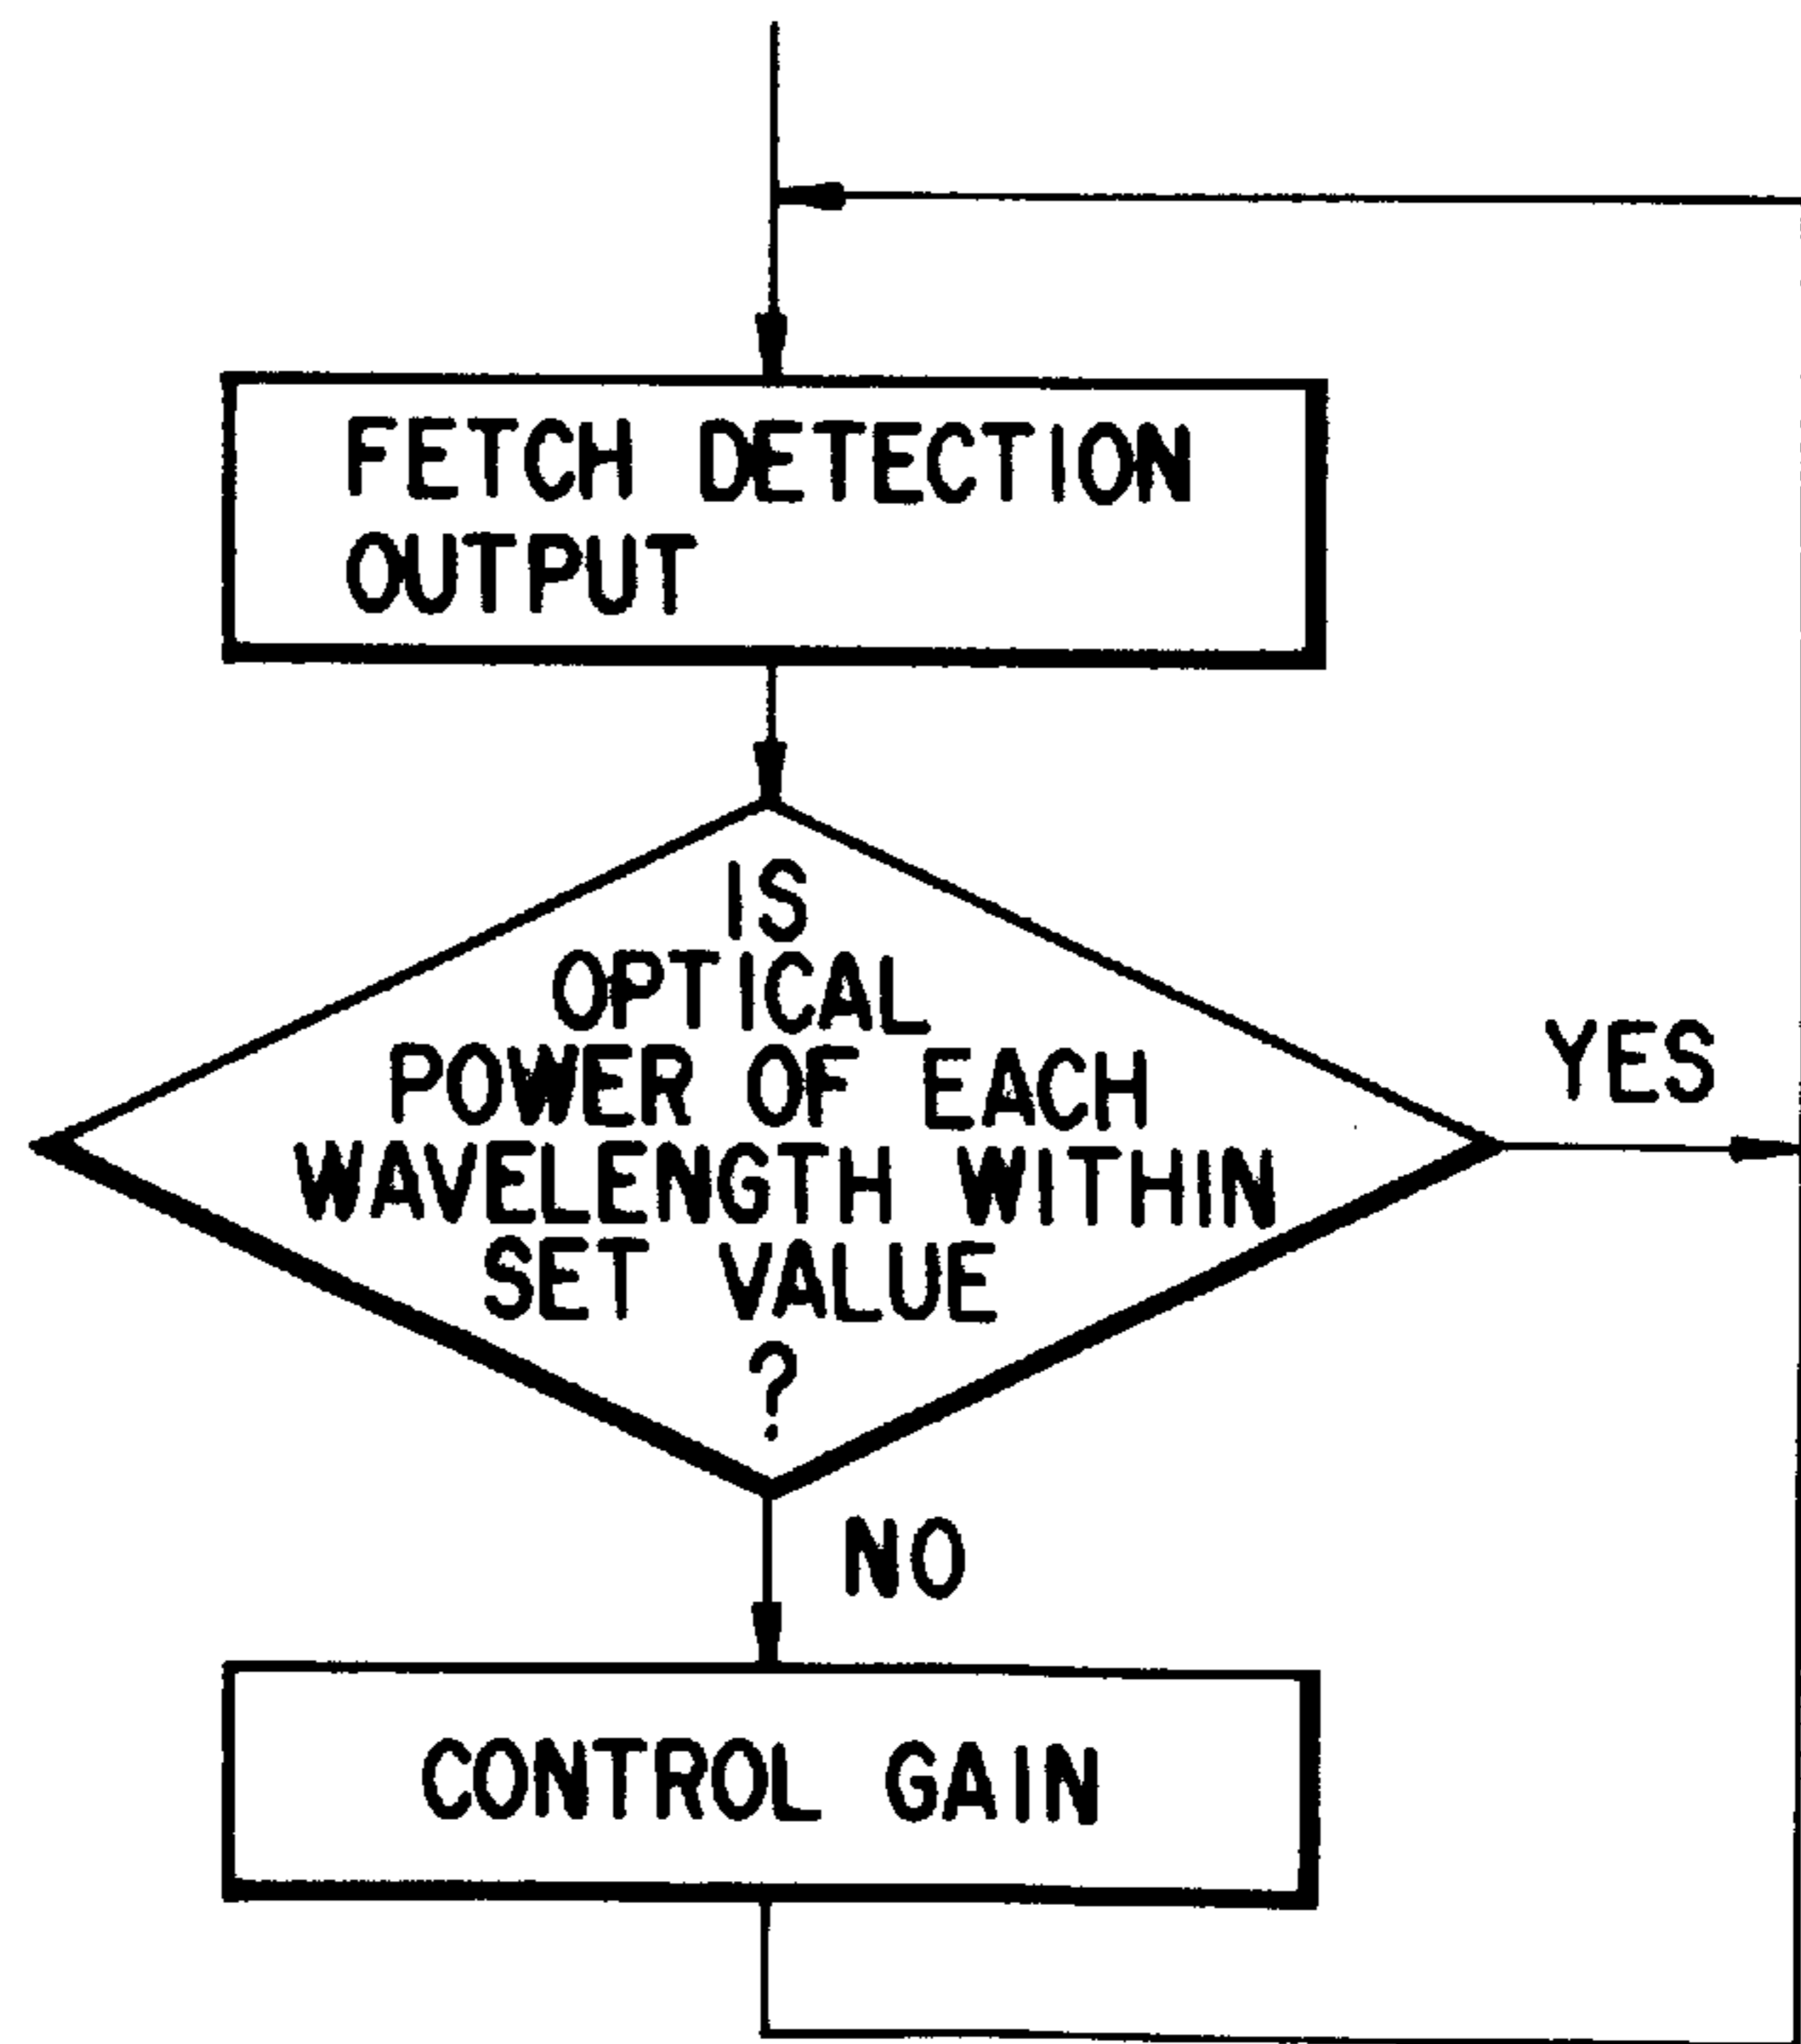 FETCH DETECTION
OUTPUT
IS
OPTICAL
POWER OF EACH
WAVELENGTH WITHIN
SET VALUE
?
YES
NO
CONTROL GAIN